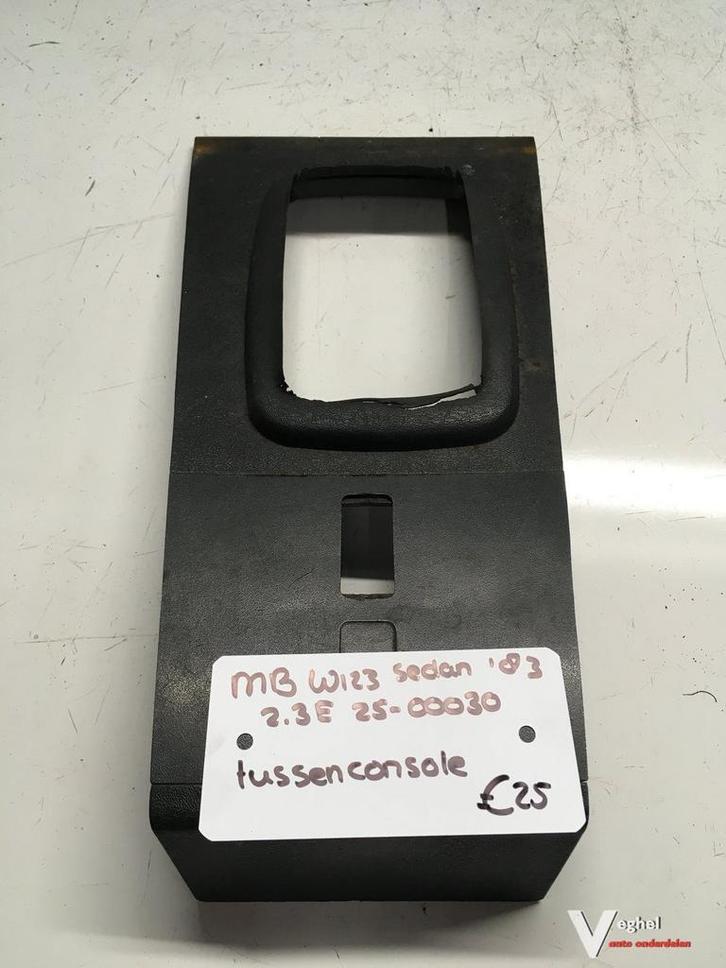 MB W123 sedan '83
2.3E 25-00030
tussenconsole
€25
Veghel
auto onderdelen